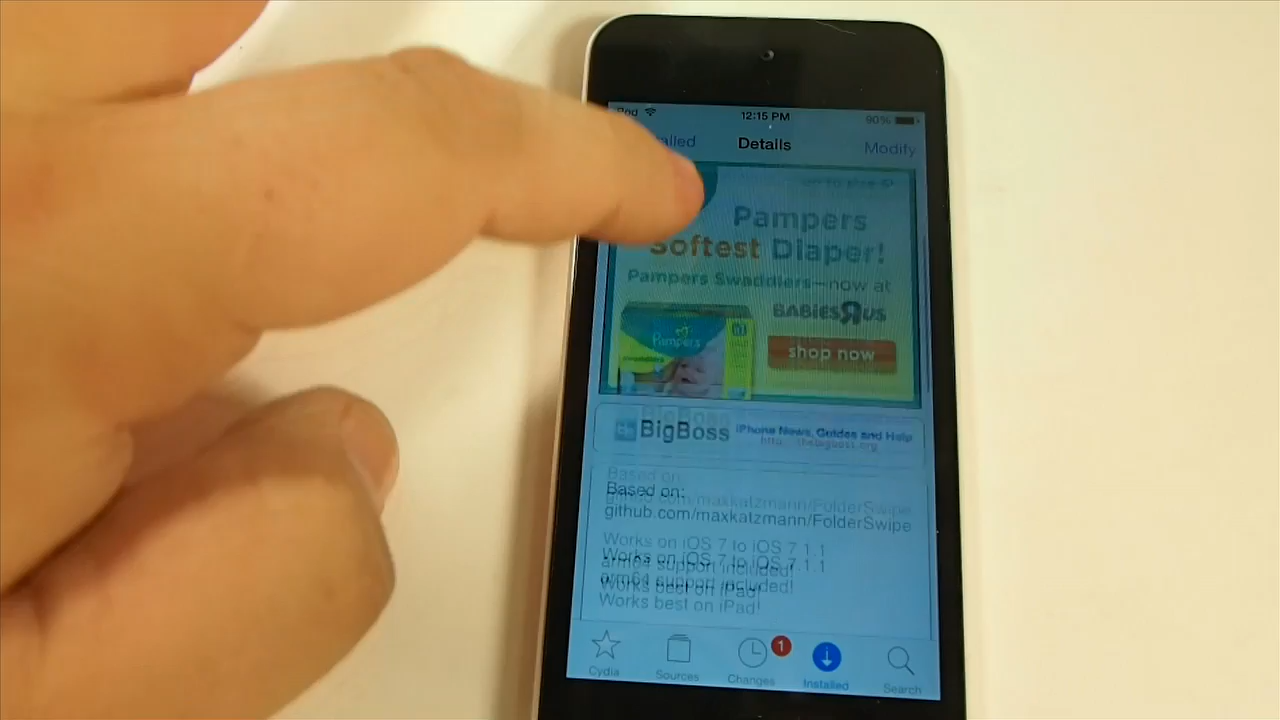 12:15 PM
90%
Details
Modify
Pampers
Softest Diaper!
Pampers Swaddlers—now at
BABIES R US
Pampers
shop now
BigBoss iPhone News, Guides and Help
Based on:
github.com/maxkatzmann/FolderSwipe
Works on iOS 7 to iOS 7.1.1
arm64 support included!
Works best on iPad!
1
Cydia
Sources
Changes
Installed
Search